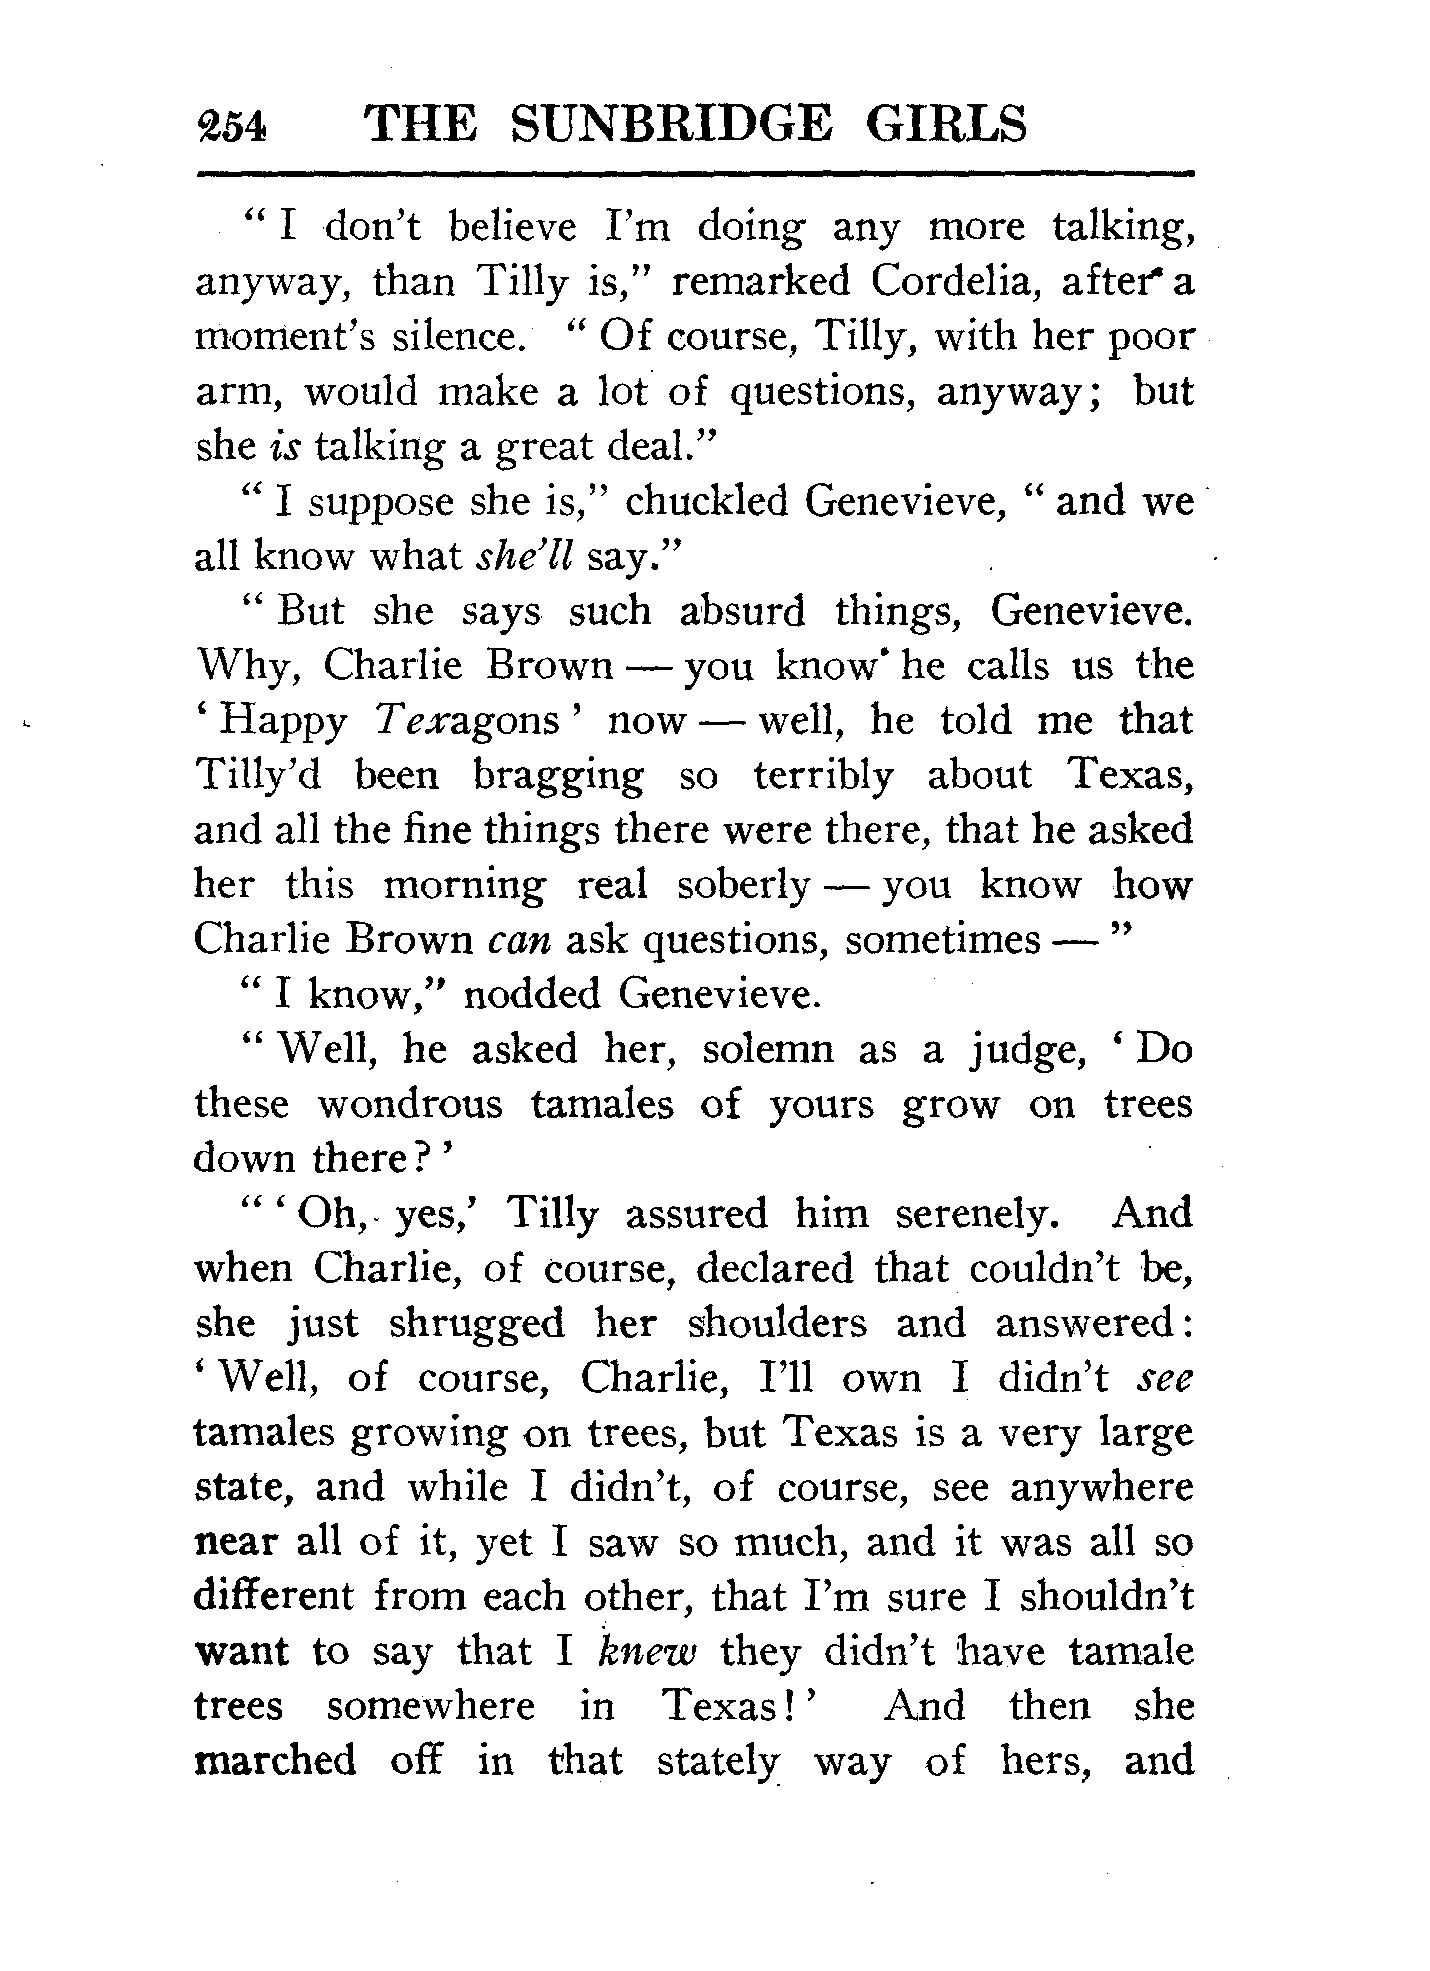 254 THE SUNBRIDGE GIRLS
" I don't believe I'm doing any more talking,
anyway, than Tilly is," remarked Cordelia, after a
moment's silence. " Of course, Tilly, with her poor
arm, would make a lot of questions, anyway; but
she is talking a great deal."
" I suppose she is," chuckled Genevieve, " and we
all know what she'll say."
" But she says such absurd things, Genevieve.
Why, Charlie Brown — you know he calls us the
' Happy Texagons ' now — well, he told me that
Tilly'd been bragging so terribly about Texas,
and all the fine things there were there, that he asked
her this morning real soberly — you know how
Charlie Brown can ask questions, sometimes — "
" I know," nodded Genevieve.
" Well, he asked her, solemn as a judge, ' Do
these wondrous tamales of yours grow on trees
down there? '
" ' Oh, yes,' Tilly assured him serenely. And
when Charlie, of course, declared that couldn't be,
she just shrugged her shoulders and answered:
' Well, of course, Charlie, I'll own I didn't see
tamales growing on trees, but Texas is a very large
state, and while I didn't, of course, see anywhere
near all of it, yet I saw so much, and it was all so
different from each other, that I'm sure I shouldn't
want to say that I knew they didn't have tamale
trees somewhere in Texas! ' And then she
marched off in that stately way of hers, and